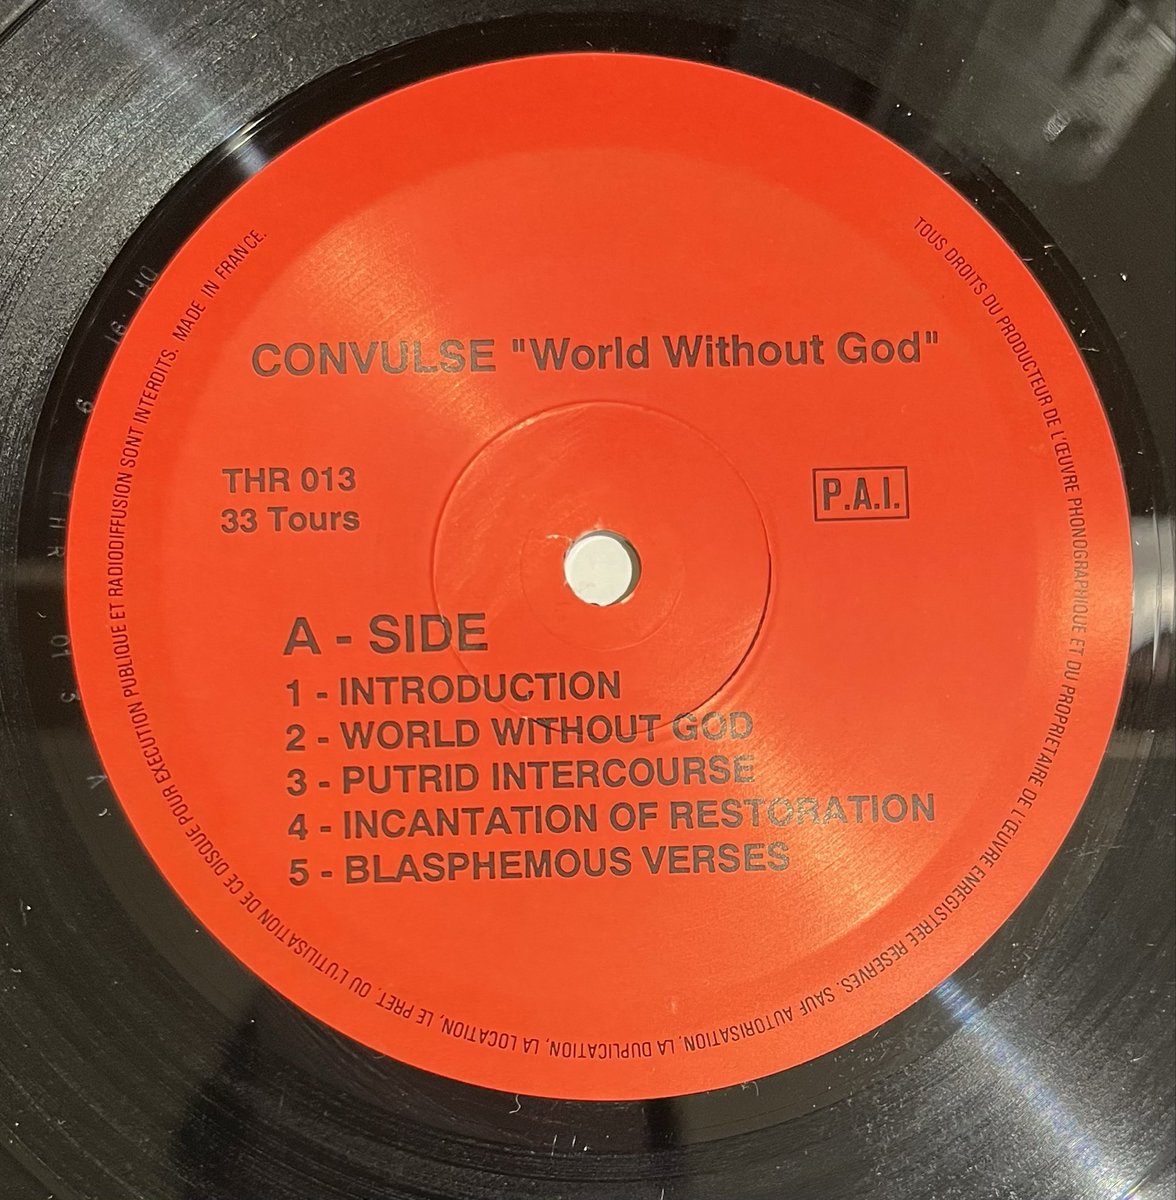 CONVULSE "World Without God"
THR 013
33 Tours
P.A.I.
A - SIDE
1 - INTRODUCTION
2 - WORLD WITHOUT GOD
3 - PUTRID INTERCOURSE
4 - INCANTATION OF RESTORATION
5 - BLASPHEMOUS VERSES
TOUS DROITS DU PRODUCTEUR DE L'ŒUVRE PHONOGRAPHIQUE ET DU PROPRIETAIRE DE L'ŒUVRE ENREGISTREE RESERVES. SAUF AUTORISATION, LA DUPLICATION, LA LOCATION, LE PRET, OU L'UTILISATION DE CE DISQUE POUR EXECUTION PUBLIQUE ET RADIODIFFUSION SONT INTERDITS. MADE IN FRANCE.
THR 013